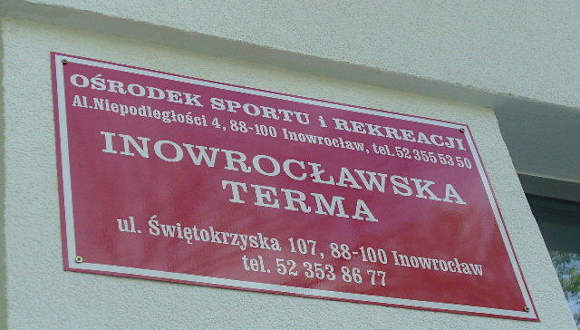 OŚRODEK SPORTU i REKREACJI
Al.Niepodległości 4, 88-100 Inowrocław, tel. 52 355 53 50
INOWROCŁAWSKA
TERMA
ul. Świętokrzyska 107, 88-100 Inowrocław
tel. 52 353 86 77